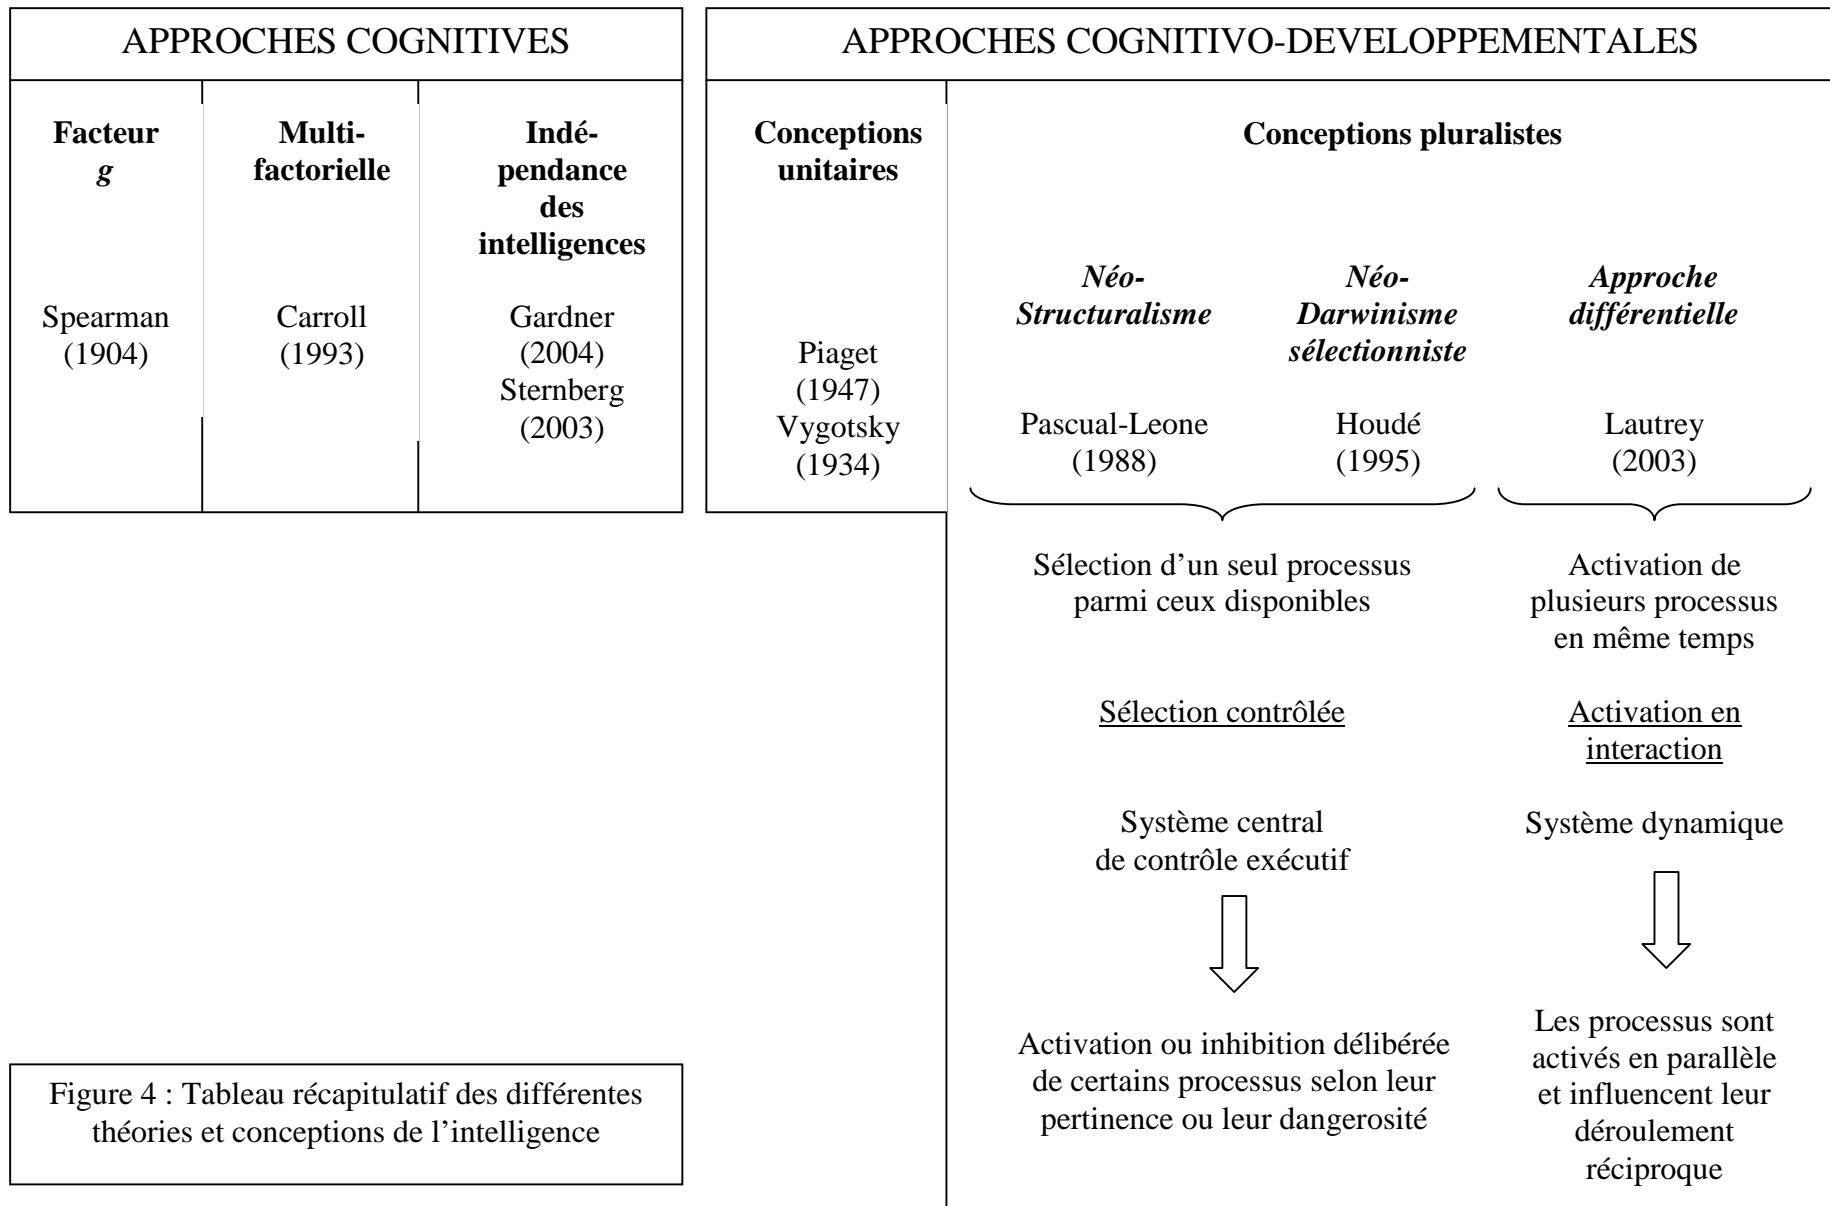 APPROCHES COGNITIVES
Facteur
g
Spearman
(1904)
Multi-
factorielle
Carroll
(1993)
Indé-
pendance
des
intelligences
Gardner
(2004)
Sternberg
(2003)
APPROCHES COGNITIVO-DEVELOPPEMENTALES
Conceptions
unitaires
Piaget
(1947)
Vygotsky
(1934)
Conceptions pluralistes
Néo-
Structuralisme
Pascual-Leone
(1988)
Néo-
Darwinisme
sélectionniste
Houdé
(1995)
Sélection d’un seul processus
parmi ceux disponibles
Sélection contrôlée
Système central
de contrôle exécutif
Activation ou inhibition délibérée
de certains processus selon leur
pertinence ou leur dangerosité
Approche
différentielle
Lautrey
(2003)
Activation de
plusieurs processus
en même temps
Activation en
interaction
Système dynamique
Les processus sont
activés en parallèle
et influencent leur
déroulement
réciproque
Figure 4 : Tableau récapitulatif des différentes
théories et conceptions de l’intelligence